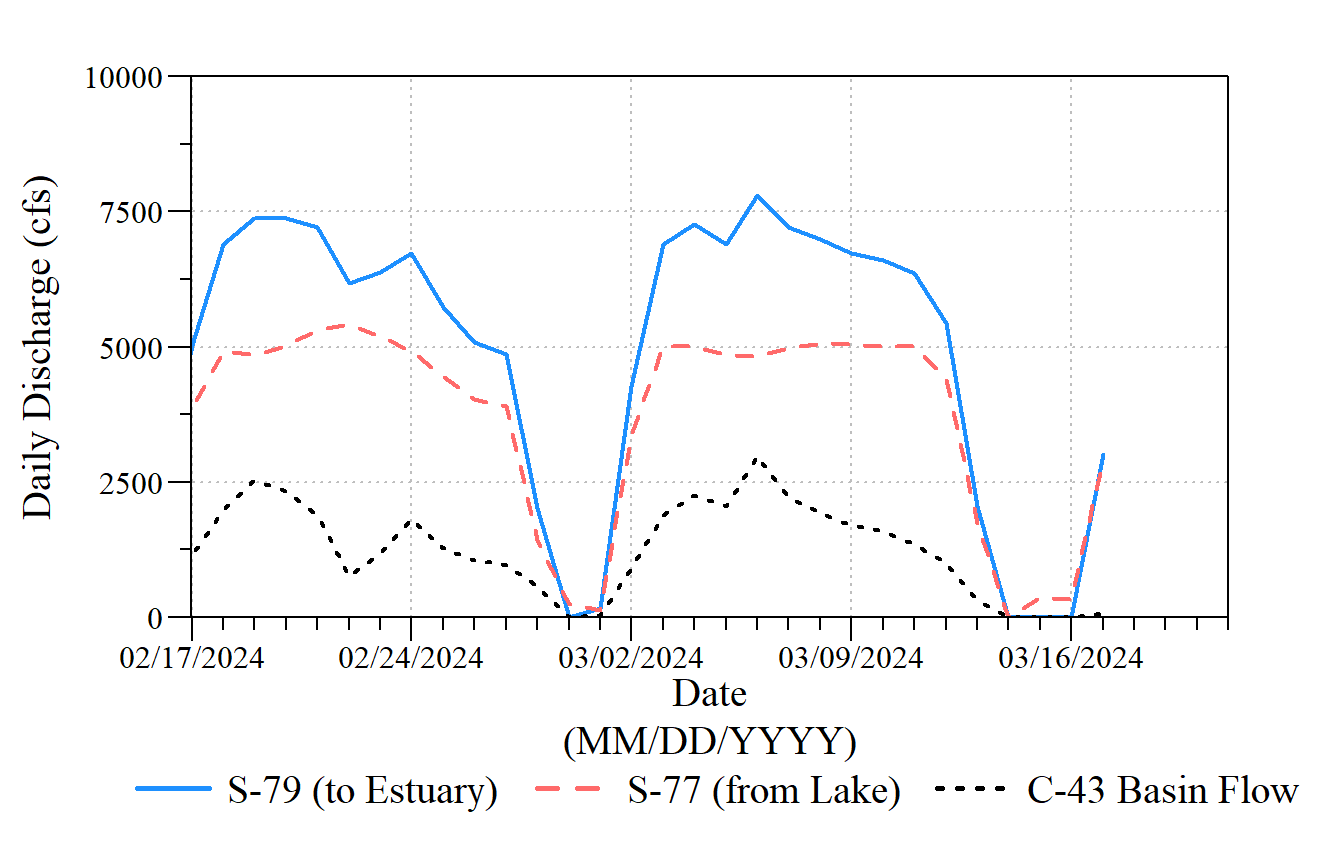 Daily Discharge (cfs)
10000
7500
5000
2500
0
02/17/2024 02/24/2024 03/02/2024 03/09/2024 03/16/2024
Date
(MM/DD/YYYY)
S-79 (to Estuary) S-77 (from Lake) C-43 Basin Flow